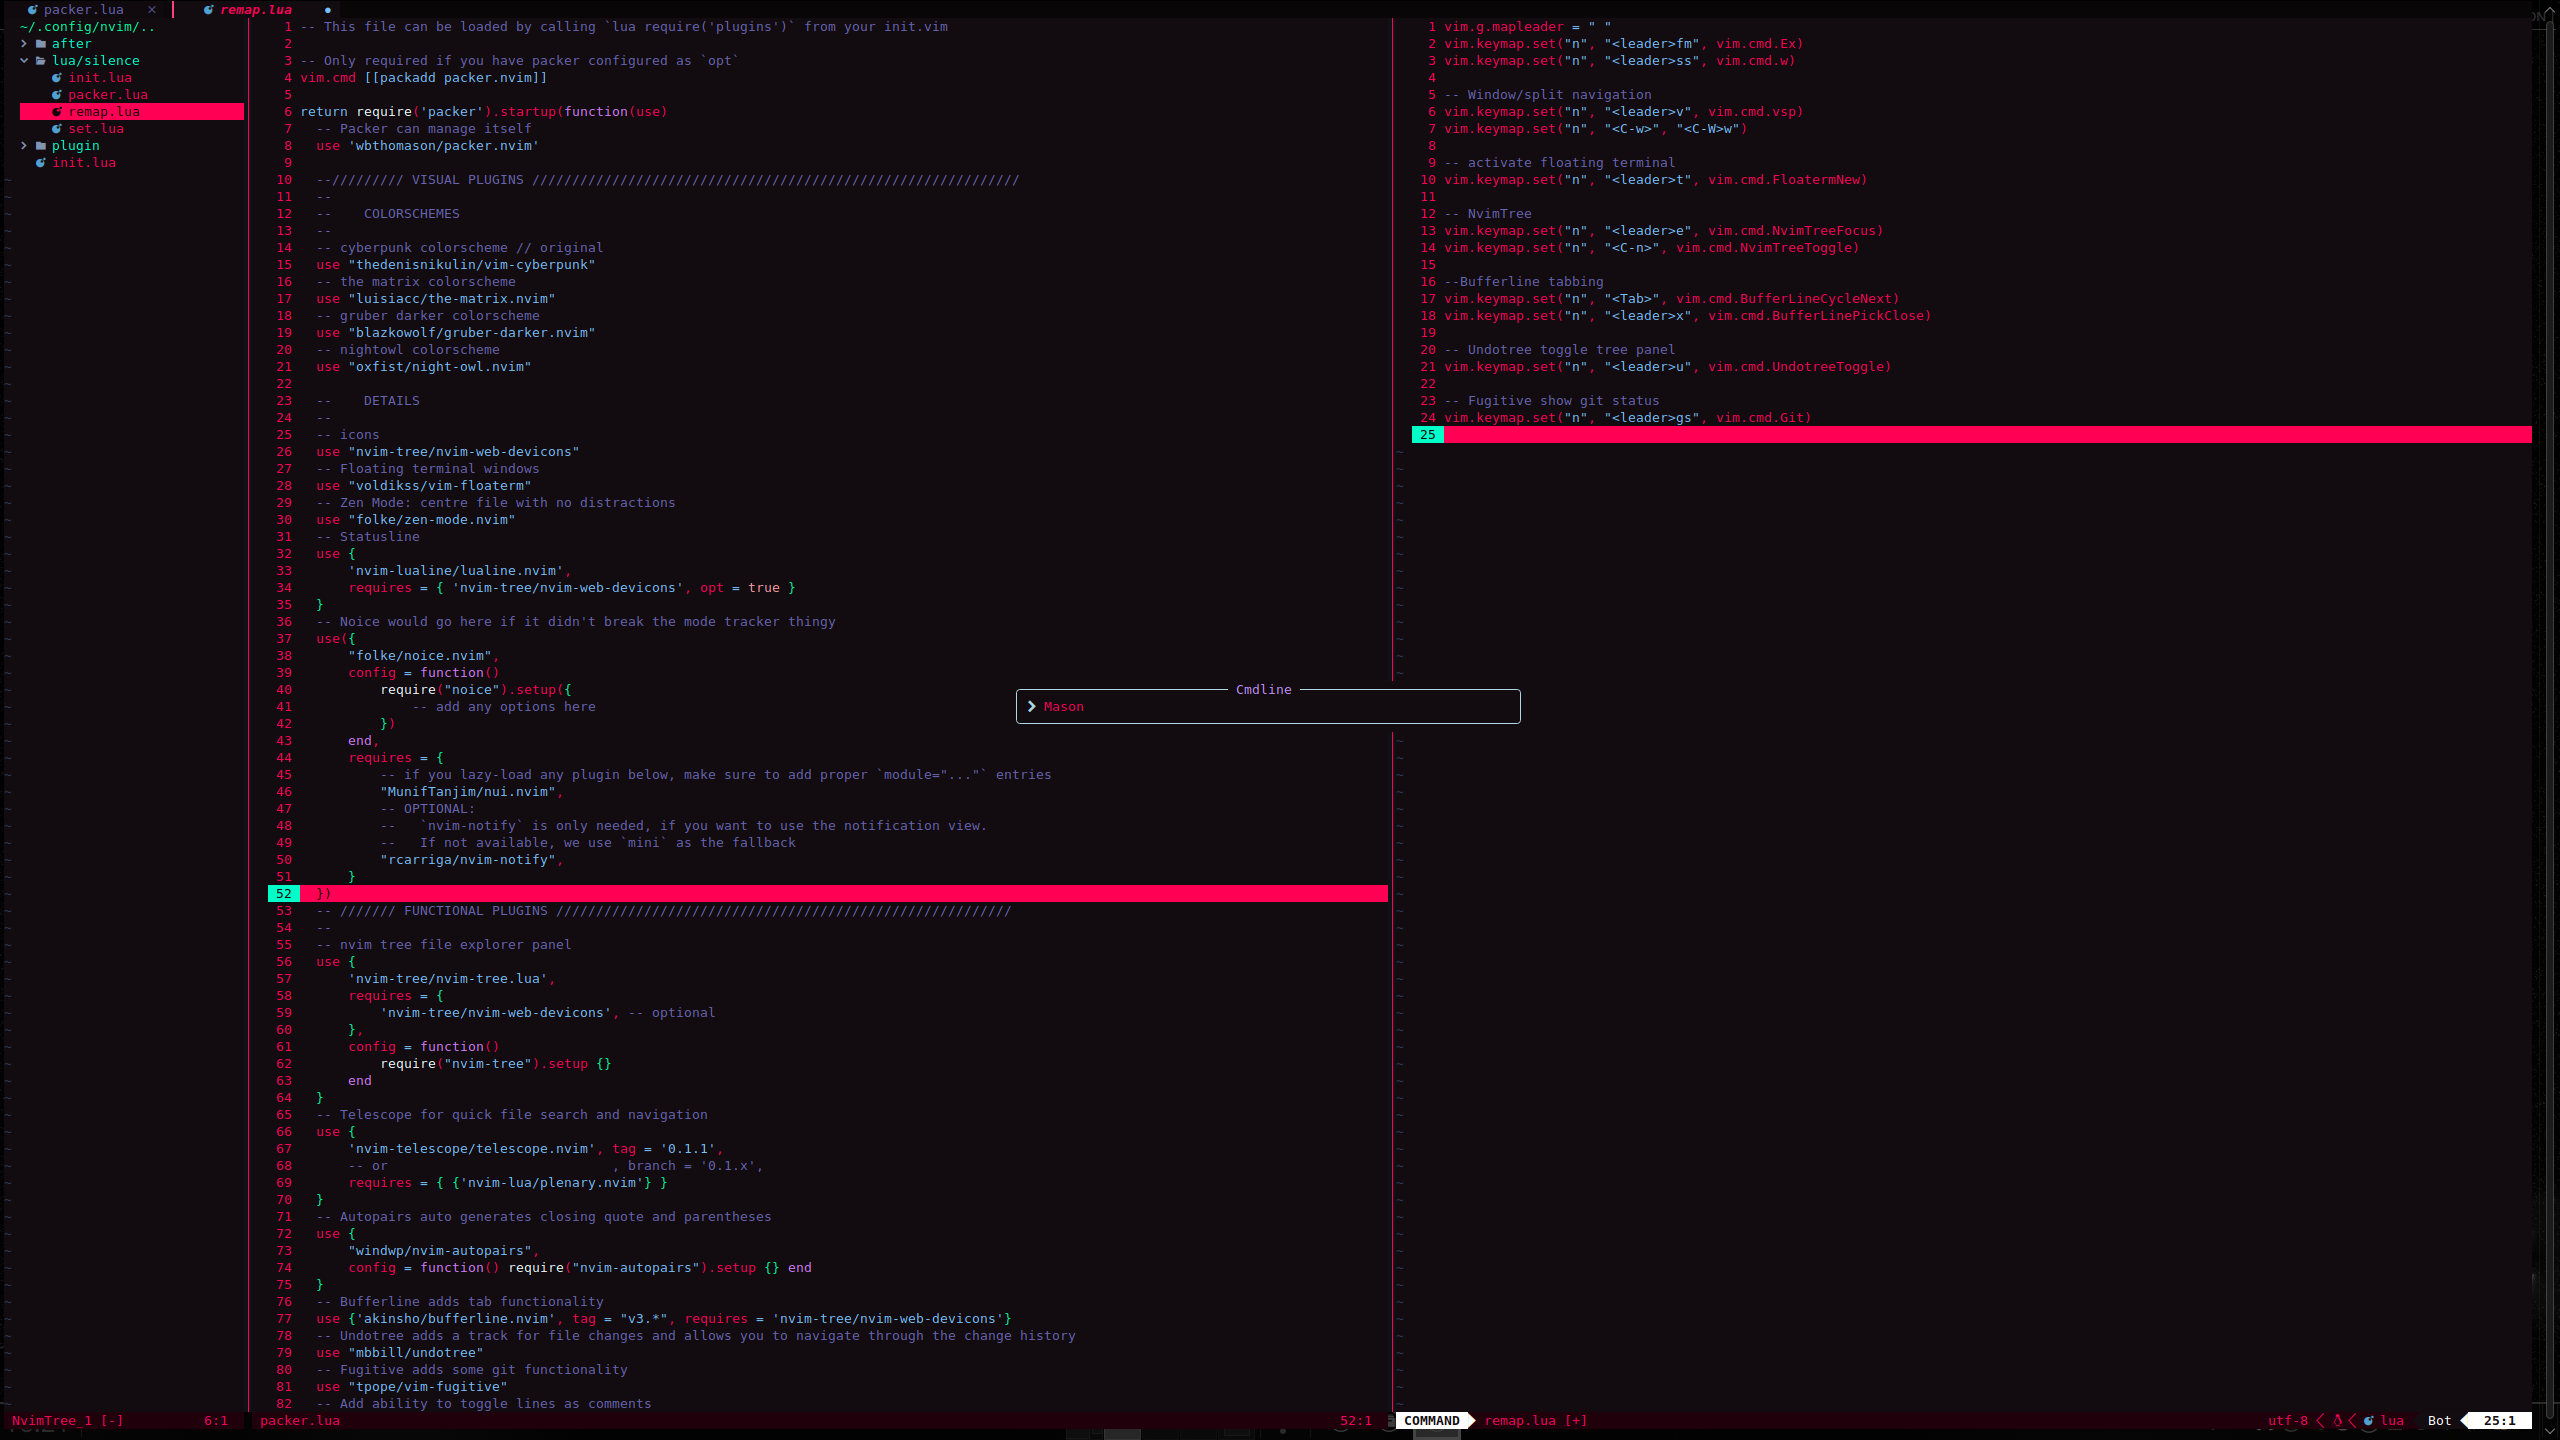 packer.lua
remap.lua
~/.config/nvim/..
after
lua/silence
init.lua
packer.lua
remap.lua
set.lua
plugin
init.lua
1 -- This file can be loaded by calling `lua require('plugins')` from your init.vim
2
3 -- Only required if you have packer configured as `opt`
4 vim.cmd [[packadd packer.nvim]]
5
6 return require('packer').startup(function(use)
7   -- Packer can manage itself
8   use 'wbthomason/packer.nvim'
9
10   --///////// VISUAL PLUGINS /////////////////////////////////////////////////////////////
11   --
12   --    COLORSCHEMES
13   --
14   -- cyberpunk colorscheme // original
15   use "thedenisnikulin/vim-cyberpunk"
16   -- the matrix colorscheme
17   use "luisiacc/the-matrix.nvim"
18   -- gruber darker colorscheme
19   use "blazkowolf/gruber-darker.nvim"
20   -- nightowl colorscheme
21   use "oxfist/night-owl.nvim"
22
23   --    DETAILS
24   --
25   -- icons
26   use "nvim-tree/nvim-web-devicons"
27   -- Floating terminal windows
28   use "voldikss/vim-floaterm"
29   -- Zen Mode: centre file with no distractions
30   use "folke/zen-mode.nvim"
31   -- Statusline
32   use {
33       'nvim-lualine/lualine.nvim',
34       requires = { 'nvim-tree/nvim-web-devicons', opt = true }
35   }
36   -- Noice would go here if it didn't break the mode tracker thingy
37   use({
38       "folke/noice.nvim",
39       config = function()
40           require("noice").setup({
41               -- add any options here
42           })
43       end,
44       requires = {
45           -- if you lazy-load any plugin below, make sure to add proper `module="..."` entries
46           "MunifTanjim/nui.nvim",
47           -- OPTIONAL:
48           --   `nvim-notify` is only needed, if you want to use the notification view.
49           --   If not available, we use `mini` as the fallback
50           "rcarriga/nvim-notify",
51       }
52   })
53   -- /////// FUNCTIONAL PLUGINS /////////////////////////////////////////////////////////
54   --
55   -- nvim tree file explorer panel
56   use {
57       'nvim-tree/nvim-tree.lua',
58       requires = {
59           'nvim-tree/nvim-web-devicons', -- optional
60       },
61       config = function()
62           require("nvim-tree").setup {}
63       end
64   }
65   -- Telescope for quick file search and navigation
66   use {
67       'nvim-telescope/telescope.nvim', tag = '0.1.1',
68       -- or                            , branch = '0.1.x',
69       requires = { {'nvim-lua/plenary.nvim'} }
70   }
71   -- Autopairs auto generates closing quote and parentheses
72   use {
73       "windwp/nvim-autopairs",
74       config = function() require("nvim-autopairs").setup {} end
75   }
76   -- Bufferline adds tab functionality
77   use {'akinsho/bufferline.nvim', tag = "v3.*", requires = 'nvim-tree/nvim-web-devicons'}
78   -- Undotree adds a track for file changes and allows you to navigate through the change history
79   use "mbbill/undotree"
80   -- Fugitive adds some git functionality
81   use "tpope/vim-fugitive"
82   -- Add ability to toggle lines as comments
1 vim.g.mapleader = " "
2 vim.keymap.set("n", "<leader>fm", vim.cmd.Ex)
3 vim.keymap.set("n", "<leader>ss", vim.cmd.w)
4
5 -- Window/split navigation
6 vim.keymap.set("n", "<leader>v", vim.cmd.vsp)
7 vim.keymap.set("n", "<C-w>", "<C-W>w")
8
9 -- activate floating terminal
10 vim.keymap.set("n", "<leader>t", vim.cmd.FloatermNew)
11
12 -- NvimTree
13 vim.keymap.set("n", "<leader>e", vim.cmd.NvimTreeFocus)
14 vim.keymap.set("n", "<C-n>", vim.cmd.NvimTreeToggle)
15
16 --Bufferline tabbing
17 vim.keymap.set("n", "<Tab>", vim.cmd.BufferLineCycleNext)
18 vim.keymap.set("n", "<leader>x", vim.cmd.BufferLinePickClose)
19
20 -- Undotree toggle tree panel
21 vim.keymap.set("n", "<leader>u", vim.cmd.UndotreeToggle)
22
23 -- Fugitive show git status
24 vim.keymap.set("n", "<leader>gs", vim.cmd.Git)
25
Cmdline
Mason
NvimTree_1 [-] 6:1
packer.lua 52:1
COMMAND remap.lua [+] utf-8 lua Bot 25:1